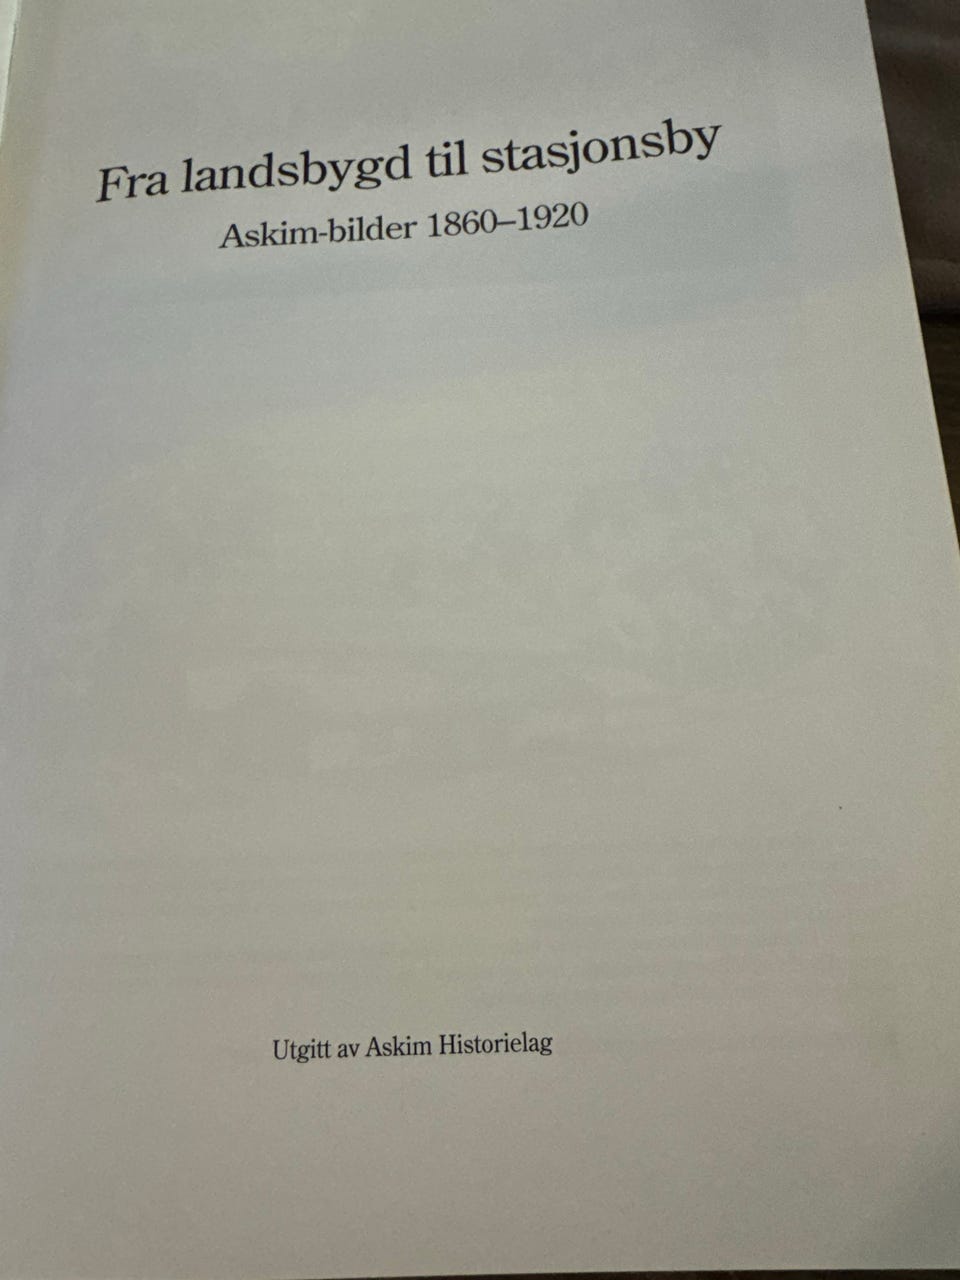 Fra landsbygd til stasjonsby
Askim-bilder 1860–1920
Utgitt av Askim Historielag